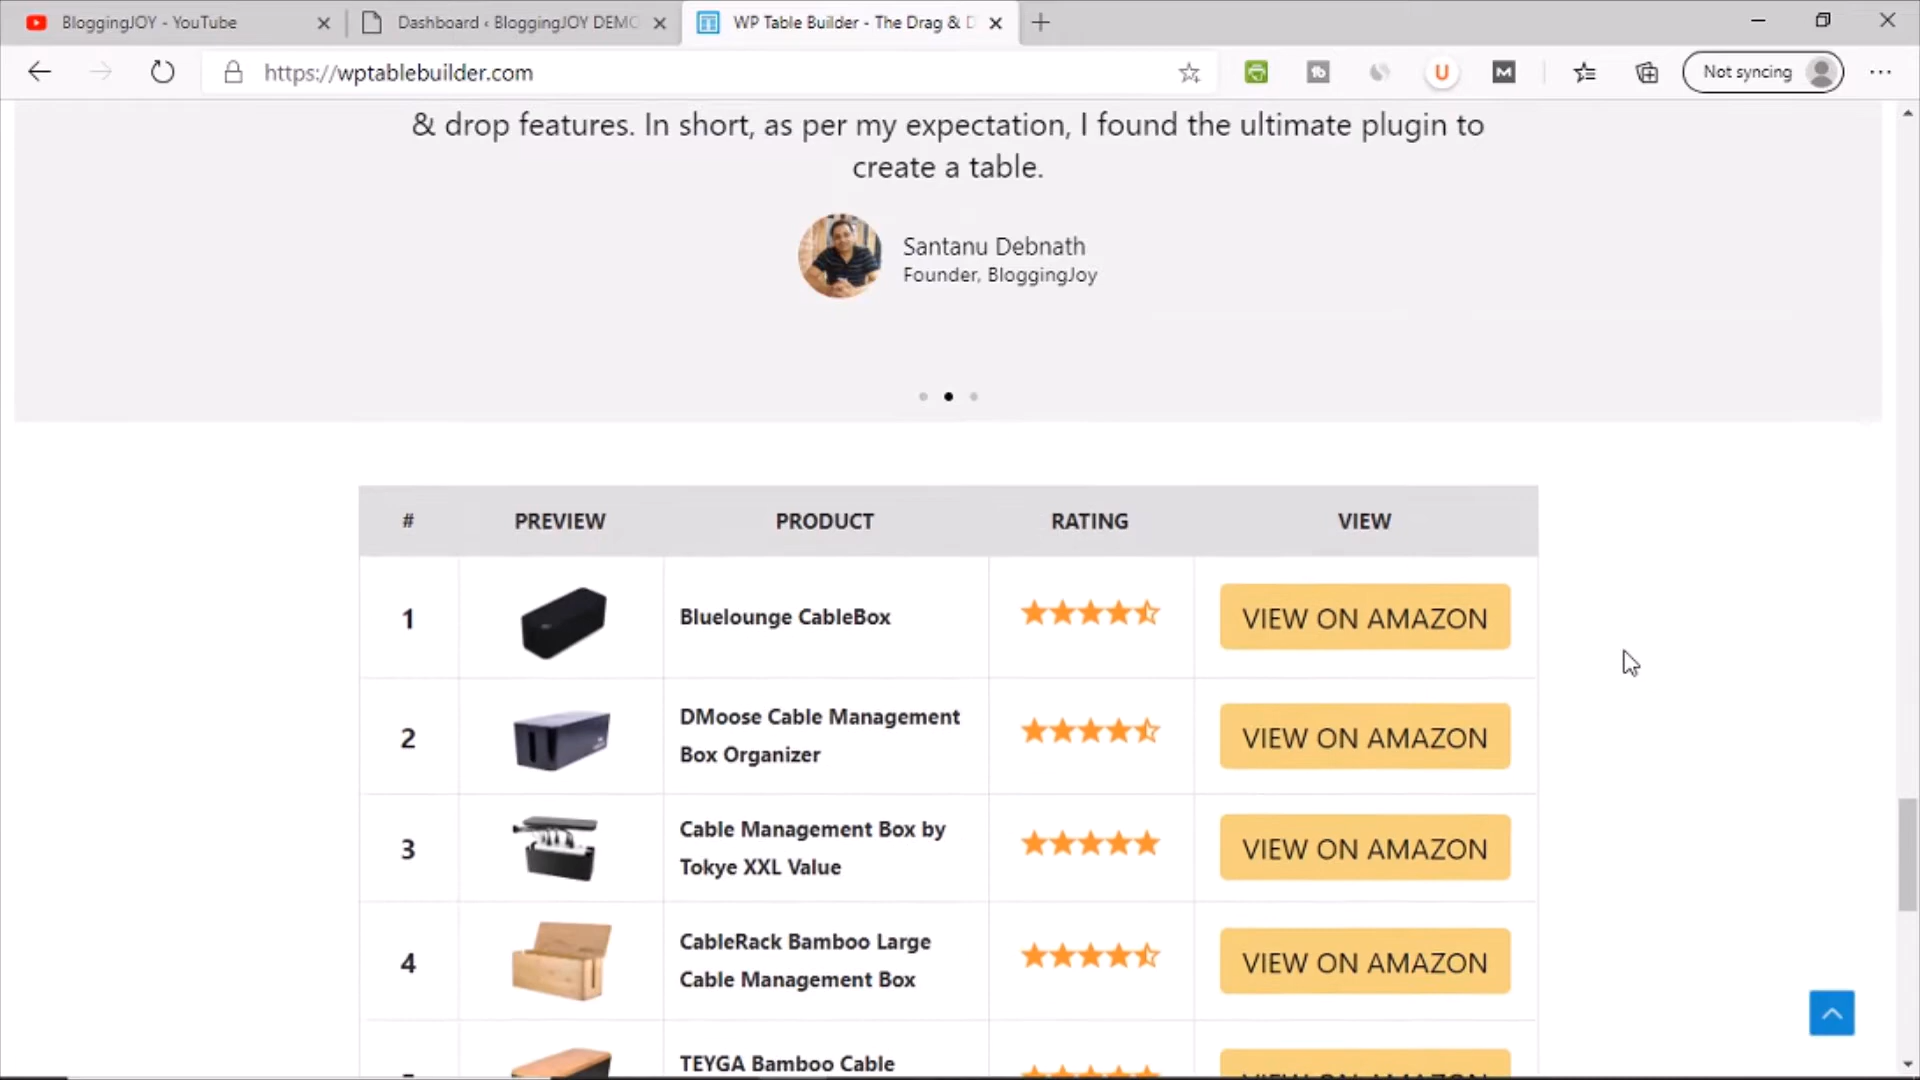 BloggingJOY - YouTube
Dashboard ‹ BloggingJOY DEMO
WP Table Builder - The Drag & D
https://wptablebuilder.com
Not syncing
& drop features. In short, as per my expectation, I found the ultimate plugin to
create a table.
Santanu Debnath
Founder, BloggingJoy
# PREVIEW PRODUCT RATING VIEW
1 Bluelounge CableBox VIEW ON AMAZON
2 DMoose Cable Management
Box Organizer VIEW ON AMAZON
3 Cable Management Box by
Tokye XXL Value VIEW ON AMAZON
4 CableRack Bamboo Large
Cable Management Box VIEW ON AMAZON
TEYGA Bamboo Cable